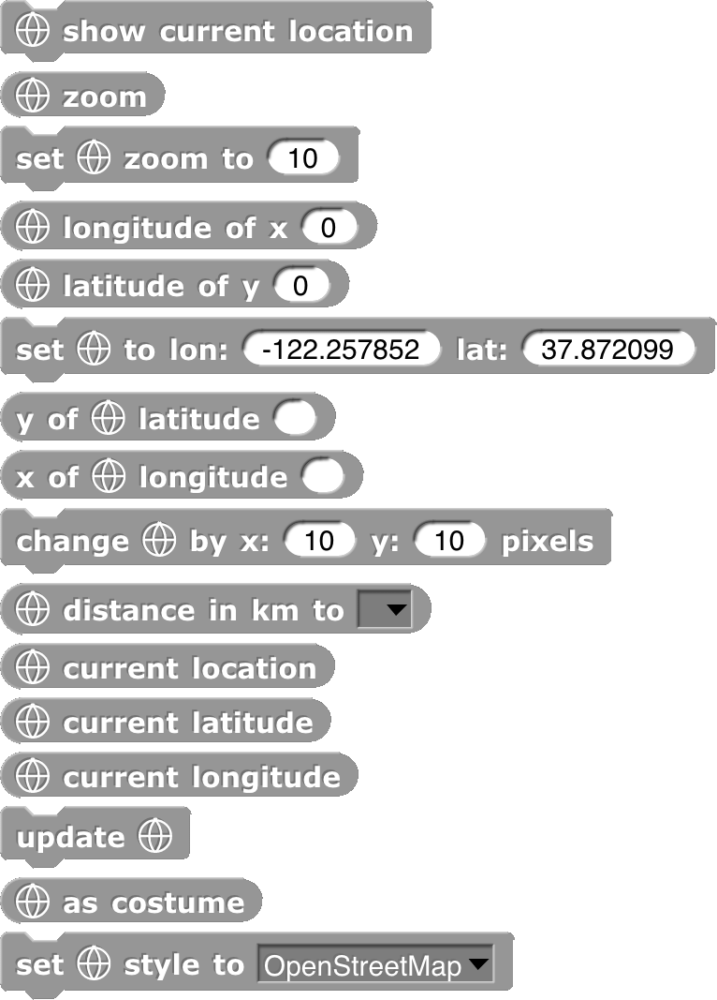 show current location
zoom
set zoom to 10
longitude of x 0
latitude of y 0
set to lon: -122.257852 lat: 37.872099
y of latitude
x of longitude
change by x: 10 y: 10 pixels
distance in km to
current location
current latitude
current longitude
update
as costume
set style to OpenStreetMap